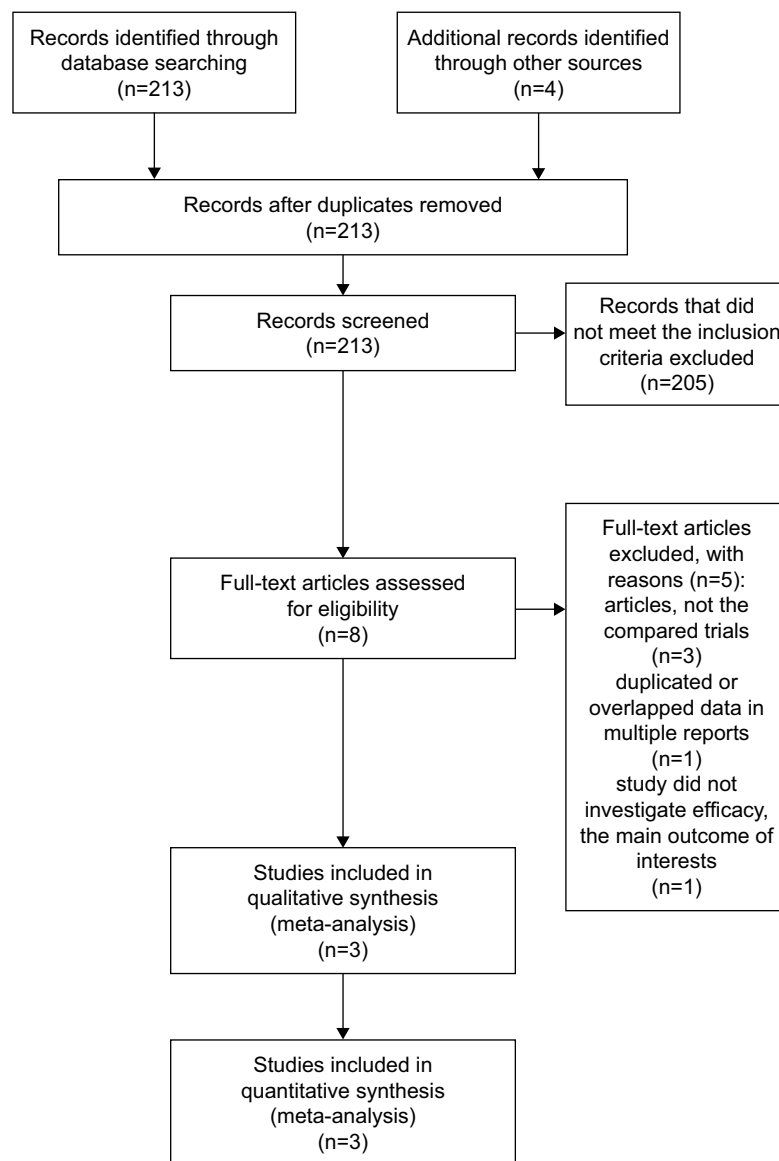 Records identified through
database searching
(n=213)
Additional records identified
through other sources
(n=4)
Records after duplicates removed
(n=213)
Records screened
(n=213)
Records that did
not meet the inclusion
criteria excluded
(n=205)
Full-text articles assessed
for eligibility
(n=8)
Full-text articles
excluded, with
reasons (n=5):
articles, not the
compared trials
(n=3)
duplicated or
overlapped data in
multiple reports
(n=1)
study did not
investigate efficacy,
the main outcome of
interests
(n=1)
Studies included in
qualitative synthesis
(meta-analysis)
(n=3)
Studies included in
quantitative synthesis
(meta-analysis)
(n=3)